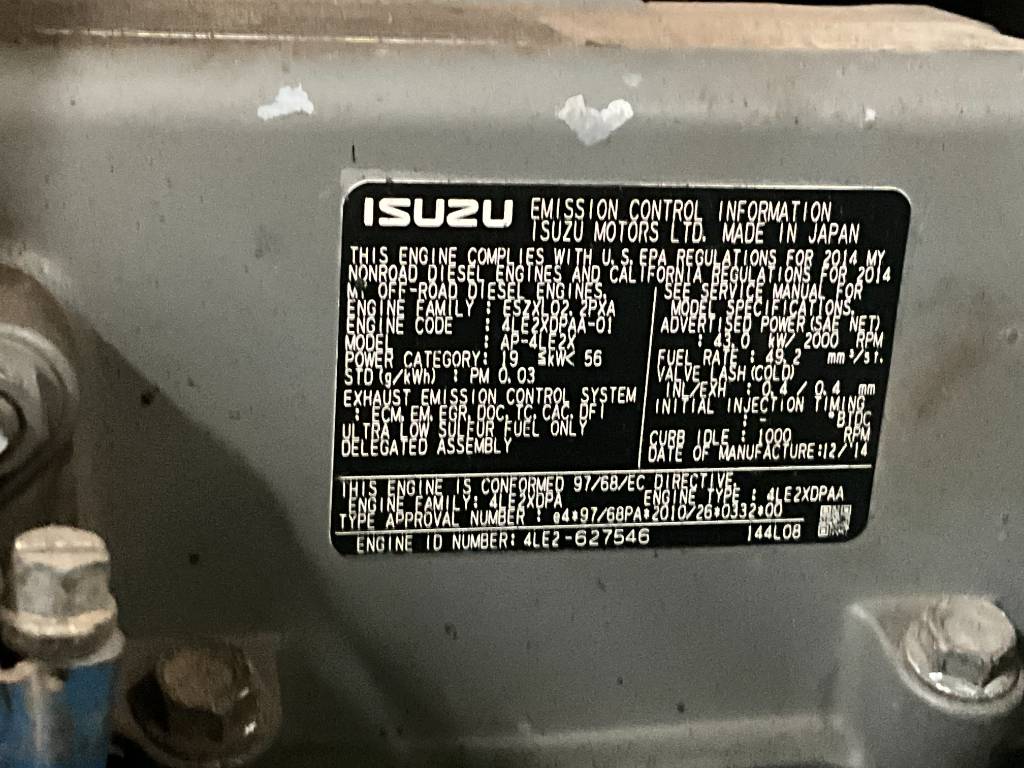 ISUZU EMISSION CONTROL INFORMATION
ISUZU MOTORS LTD. MADE IN JAPAN
THIS ENGINE COMPLIES WITH U.S. EPA REGULATIONS FOR 2014 MY
NONROAD DIESEL ENGINES AND CALIFORNIA REGULATIONS FOR 2014
MY OFF-ROAD DIESEL ENGINES.
ENGINE FAMILY : ESZXL02.2PXA
ENGINE CODE : 4LE2XDPAA-01
MODEL : AP-4LE2X
POWER CATEGORY: 19 ≤kW< 56
STD(g/kWh) : PM 0.03
EXHAUST EMISSION CONTROL SYSTEM
: ECM, EM, EGR, DOC, TC, CAC, DFI
ULTRA LOW SULFUR FUEL ONLY
DELEGATED ASSEMBLY
SEE SERVICE MANUAL FOR
MODEL SPECIFICATIONS.
ADVERTISED POWER(SAE NET)
: 43.0 kW/ 2000 RPM
FUEL RATE : 49.2 mm³/st.
VALVE LASH(COLD)
INL/EXH : 0.4 / 0.4 mm
INITIAL INJECTION TIMING
: - BTDC
CURB IDLE : 1000 RPM
DATE OF MANUFACTURE:12/'14
THIS ENGINE IS CONFORMED 97/68/EC DIRECTIVE.
ENGINE FAMILY: 4LE2XDPA ENGINE TYPE : 4LE2XDPAA
TYPE APPROVAL NUMBER : e4*97/68PA*2010/26*0332*00
ENGINE ID NUMBER: 4LE2-627546 144L08